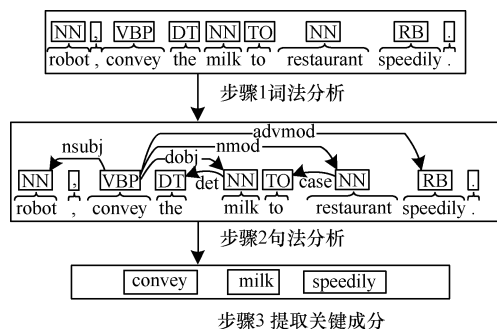 NN , VBP DT NN TO NN RB .
robot , convey the milk to restaurant speedily .
步骤1词法分析
advmod
nsubj nmod
dobj
NN , VBP DT det NN TO case NN RB .
robot , convey the milk to restaurant speedily .
步骤2句法分析
convey milk speedily
步骤3 提取关键成分